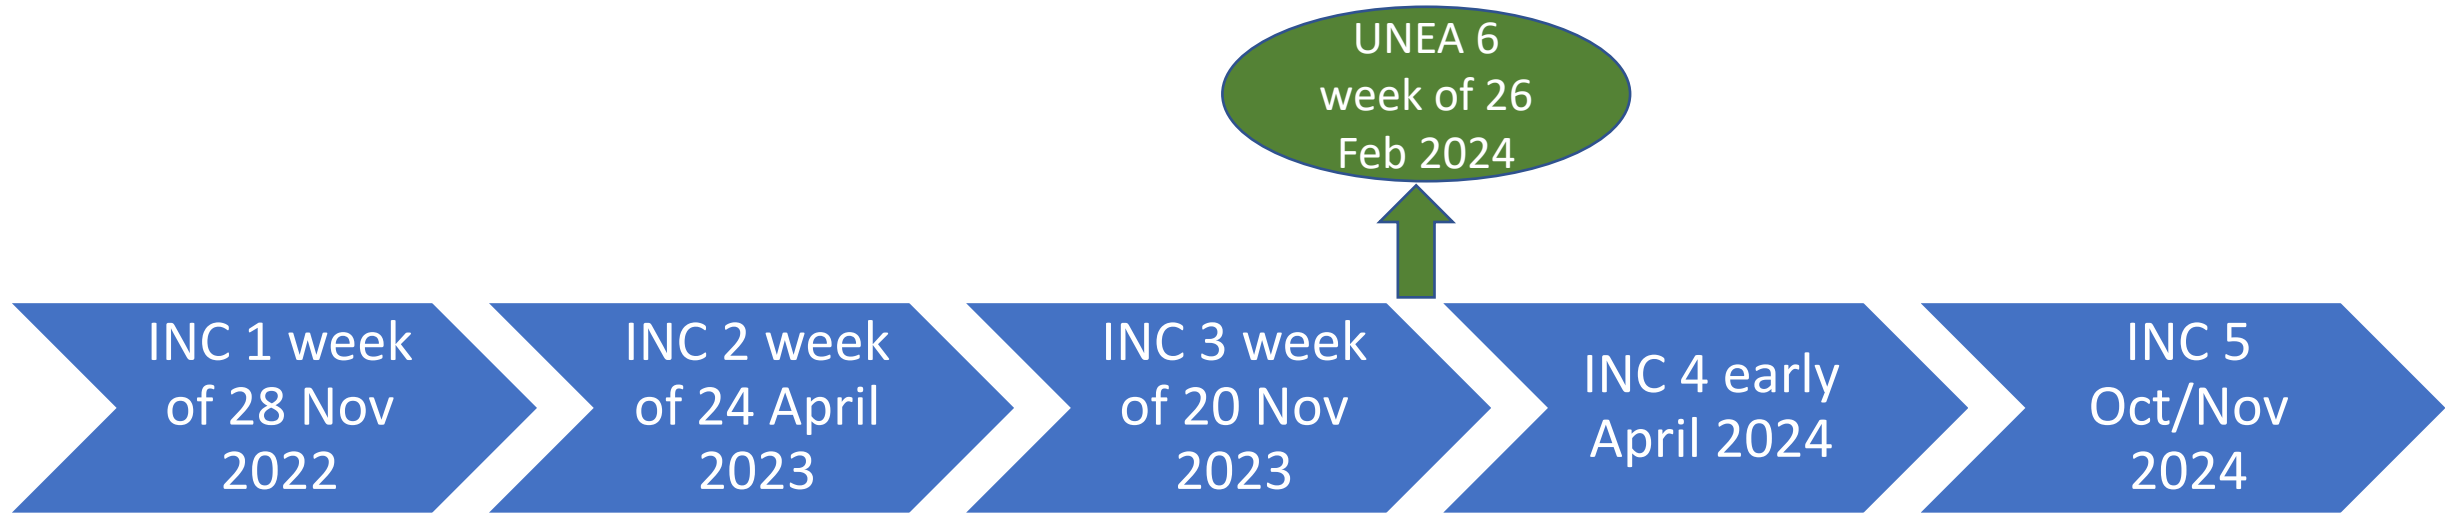 UNEA 6
week of 26
Feb 2024
INC 1 week
of 28 Nov
2022
INC 2 week
of 24 April
2023
INC 3 week
of 20 Nov
2023
INC 4 early
April 2024
INC 5
Oct/Nov
2024